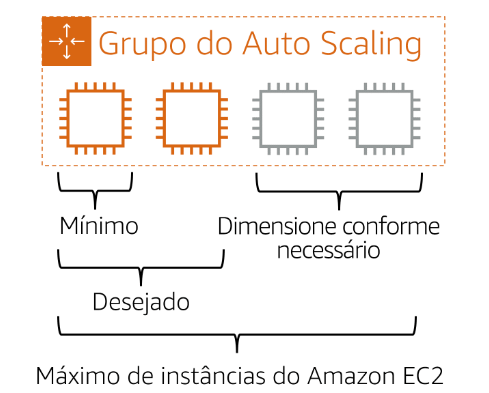 Grupo do Auto Scaling
Mínimo
Dimensione conforme
necessário
Desejado
Máximo de instâncias do Amazon EC2